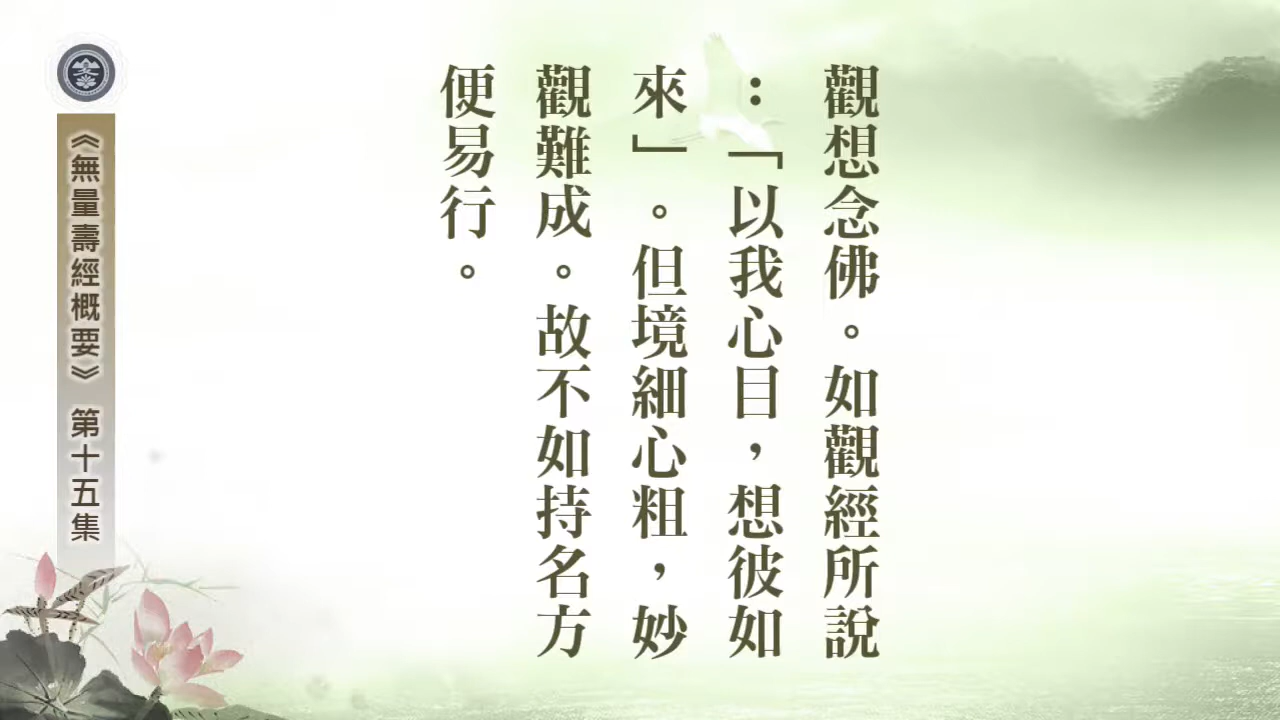 觀想念佛。如觀經所說
：「以我心目，想彼如
來」。但境細心粗，妙
觀難成。故不如持名方
便易行。
《無量壽經概要》 第十五集